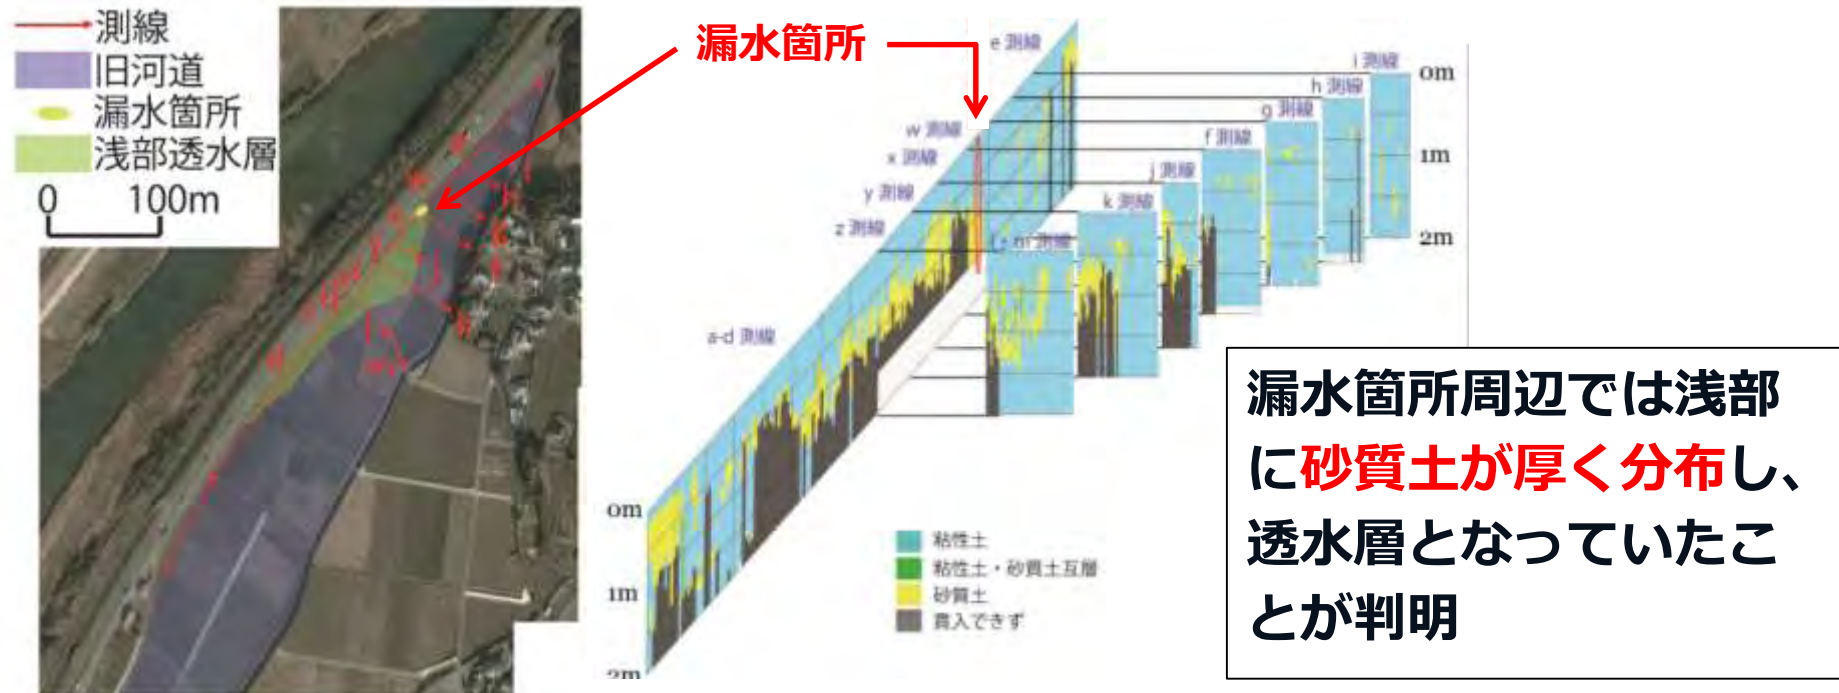 測線
旧河道
漏水箇所
浅部透水層
0 100m
漏水箇所
e 測線
w 測線
x 測線
y 測線
z 測線
a-d 測線
i 測線
h 測線
g 測線
f 測線
j 測線
k 測線
l・m 測線
0m
1m
2m
0m
1m
2m
粘性土
粘性土・砂質土互層
砂質土
貫入できず
漏水箇所周辺では浅部
に砂質土が厚く分布し、
透水層となっていたこ
とが判明